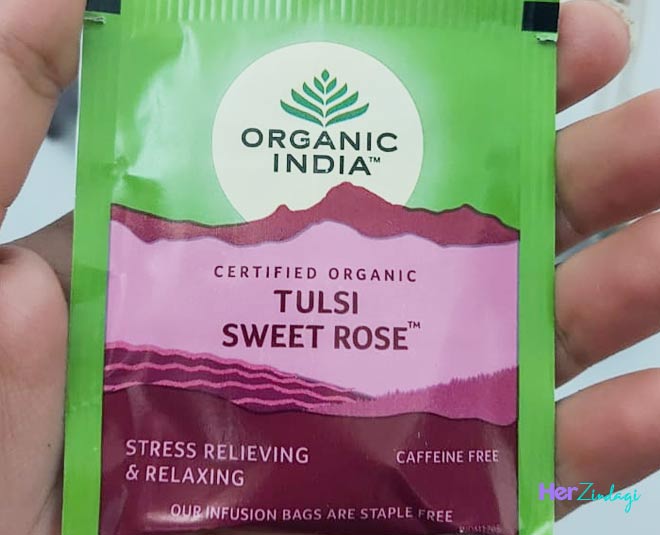 ORGANIC
INDIA™
CERTIFIED ORGANIC
TULSI
SWEET ROSE™
STRESS RELIEVING
& RELAXING
CAFFEINE FREE
OUR INFUSION BAGS ARE STAPLE FREE
HerZindagi